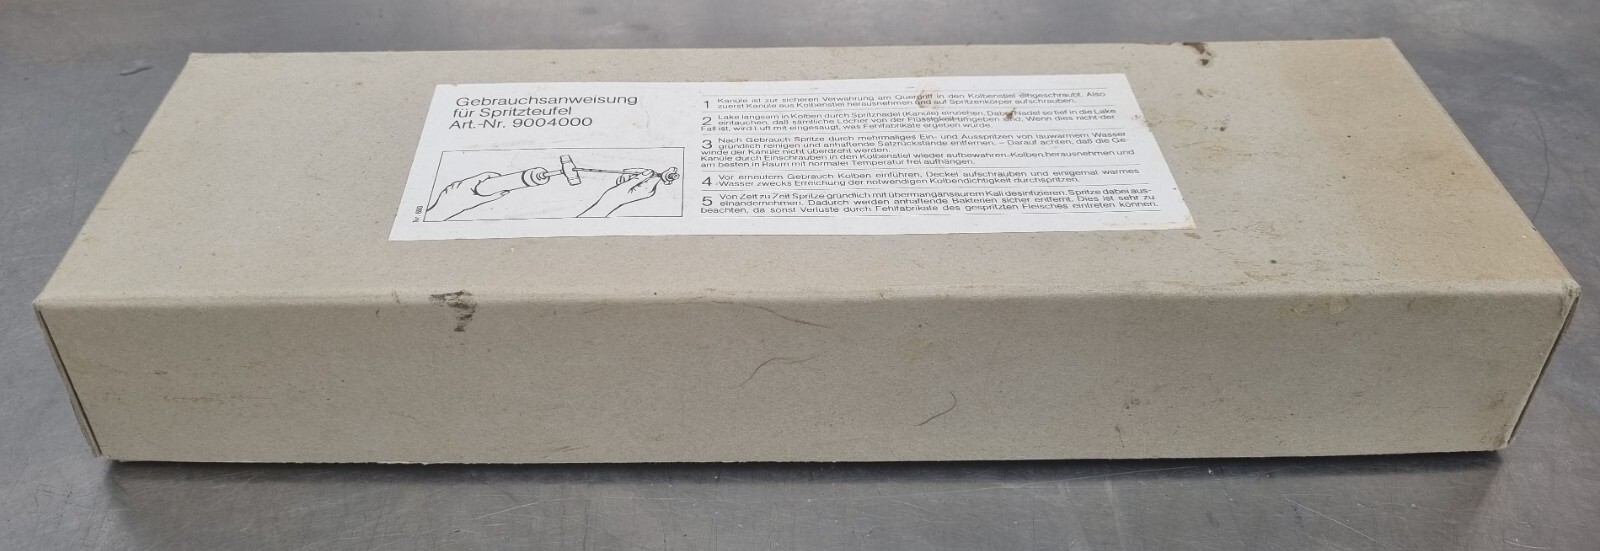 Gebrauchsanweisung
für Spritzteufel
Art.-Nr. 9004000
1 Kanüle ist zur sicheren Verwahrung am Quergriff in den Kolbenstiel eingeschraubt. Also
zuerst Kanüle aus Kolbenstiel herausnehmen und auf Spritzenkörper aufschrauben.
2 Lake langsam in Kolben durch Spritznadel (Kanüle) einziehen. Dabei Nadel so tief in die Lake
eintauchen, daß sämtliche Löcher von der Flüssigkeit umgeben sind. Wenn dies nicht der
Fall ist, wird Luft mit eingesaugt, was Fehlfabrikate ergeben würde.
3 Nach Gebrauch Spritze durch mehrmaliges Ein- und Ausspritzen von lauwarmem Wasser
gründlich reinigen und anhaftende Salzrückstände entfernen. – Darauf achten, daß die Ge-
winde der Kanüle nicht überdreht werden.
Kanüle durch Einschrauben in den Kolbenstiel wieder aufbewahren. Kolben herausnehmen und
am besten in Raum mit normaler Temperatur frei aufhängen.
4 Vor erneutem Gebrauch Kolben einführen, Deckel aufschrauben und einigemal warmes
Wasser zwecks Erreichung der notwendigen Kolbendichtigkeit durchspritzen.
5 Von Zeit zu Zeit Spritze gründlich mit übermangansaurem Kali desinfizieren. Spritze dabei aus-
einandernehmen. Dadurch werden anhaftende Bakterien sicher entfernt. Dies ist sehr zu
beachten, da sonst Verluste durch Fehlfabrikate des gespritzten Fleisches eintreten können.